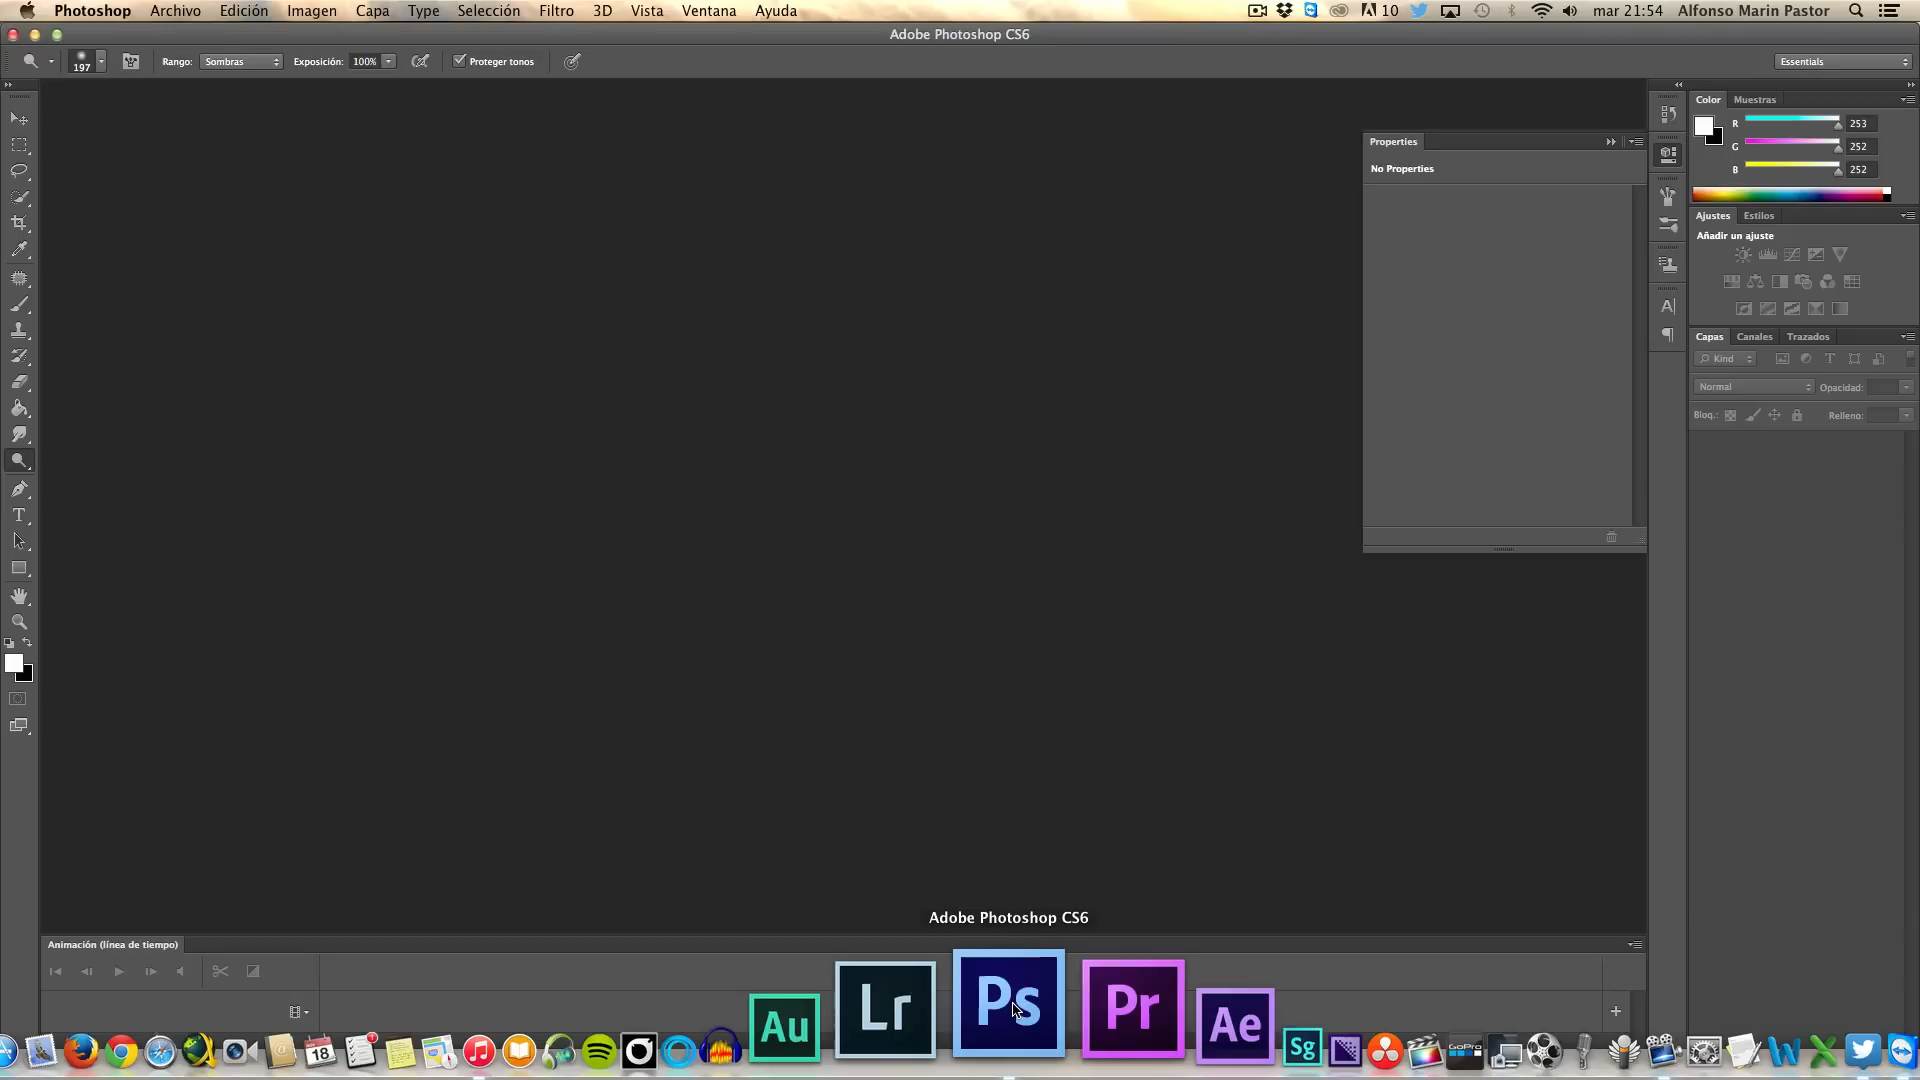 Photoshop Archivo Edición Imagen Capa Type Selección Filtro 3D Vista Ventana Ayuda 10 mar 21:54 Alfonso Marin Pastor
Adobe Photoshop CS6
197 Rango: Sombras Exposición: 100% Proteger tonos Essentials
Color Muestras
R 253
G 252
B 252
Properties
No Properties
Ajustes Estilos
Añadir un ajuste
Capas Canales Trazados
Kind
Normal Opacidad:
Bloq.: Relleno:
Adobe Photoshop CS6
Animación (línea de tiempo)
Au Lr Ps Pr Ae Sg
18
1
GoPro